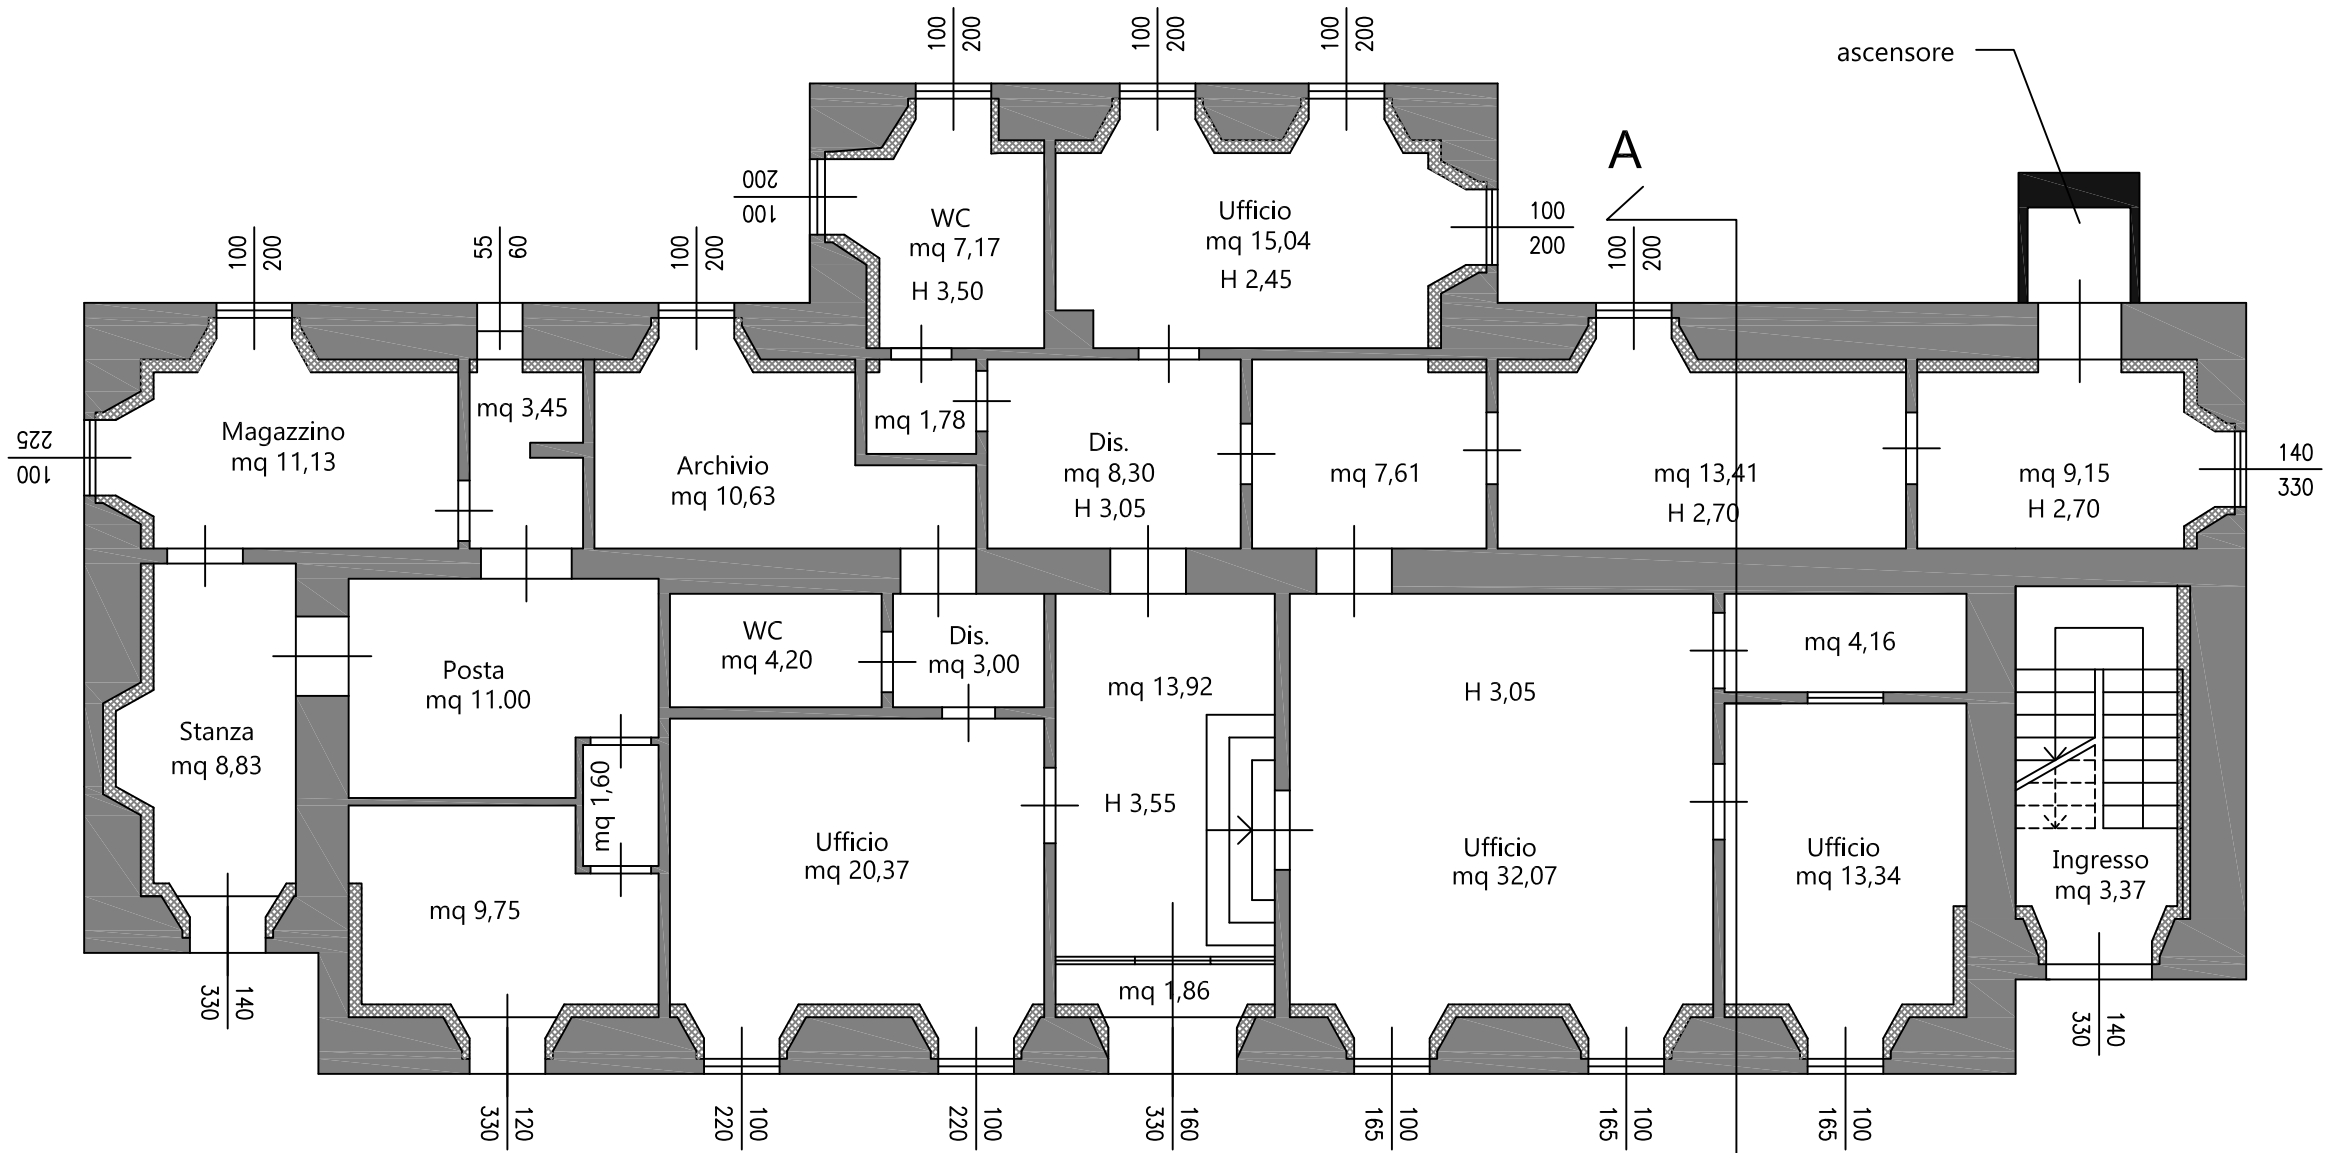 100
200
100
200
100
200
ascensore
A
200
100
WC
mq 7,17
H 3,50
Ufficio
mq 15,04
H 2,45
100
200
100
200
55
60
100
200
100
200
Magazzino
mq 11,13
mq 3,45
Archivio
mq 10,63
mq 1,78
Dis.
mq 8,30
H 3,05
mq 7,61
mq 13,41
H 2,70
mq 9,15
H 2,70
225
100
140
330
Stanza
mq 8,83
Posta
mq 11.00
WC
mq 4,20
Dis.
mq 3,00
mq 13,92
H 3,55
H 3,05
mq 4,16
mq 1,60
mq 9,75
Ufficio
mq 20,37
Ufficio
mq 32,07
Ufficio
mq 13,34
Ingresso
mq 3,37
mq 1,86
140
330
140
330
120
330
100
220
100
220
160
330
100
165
100
165
100
165